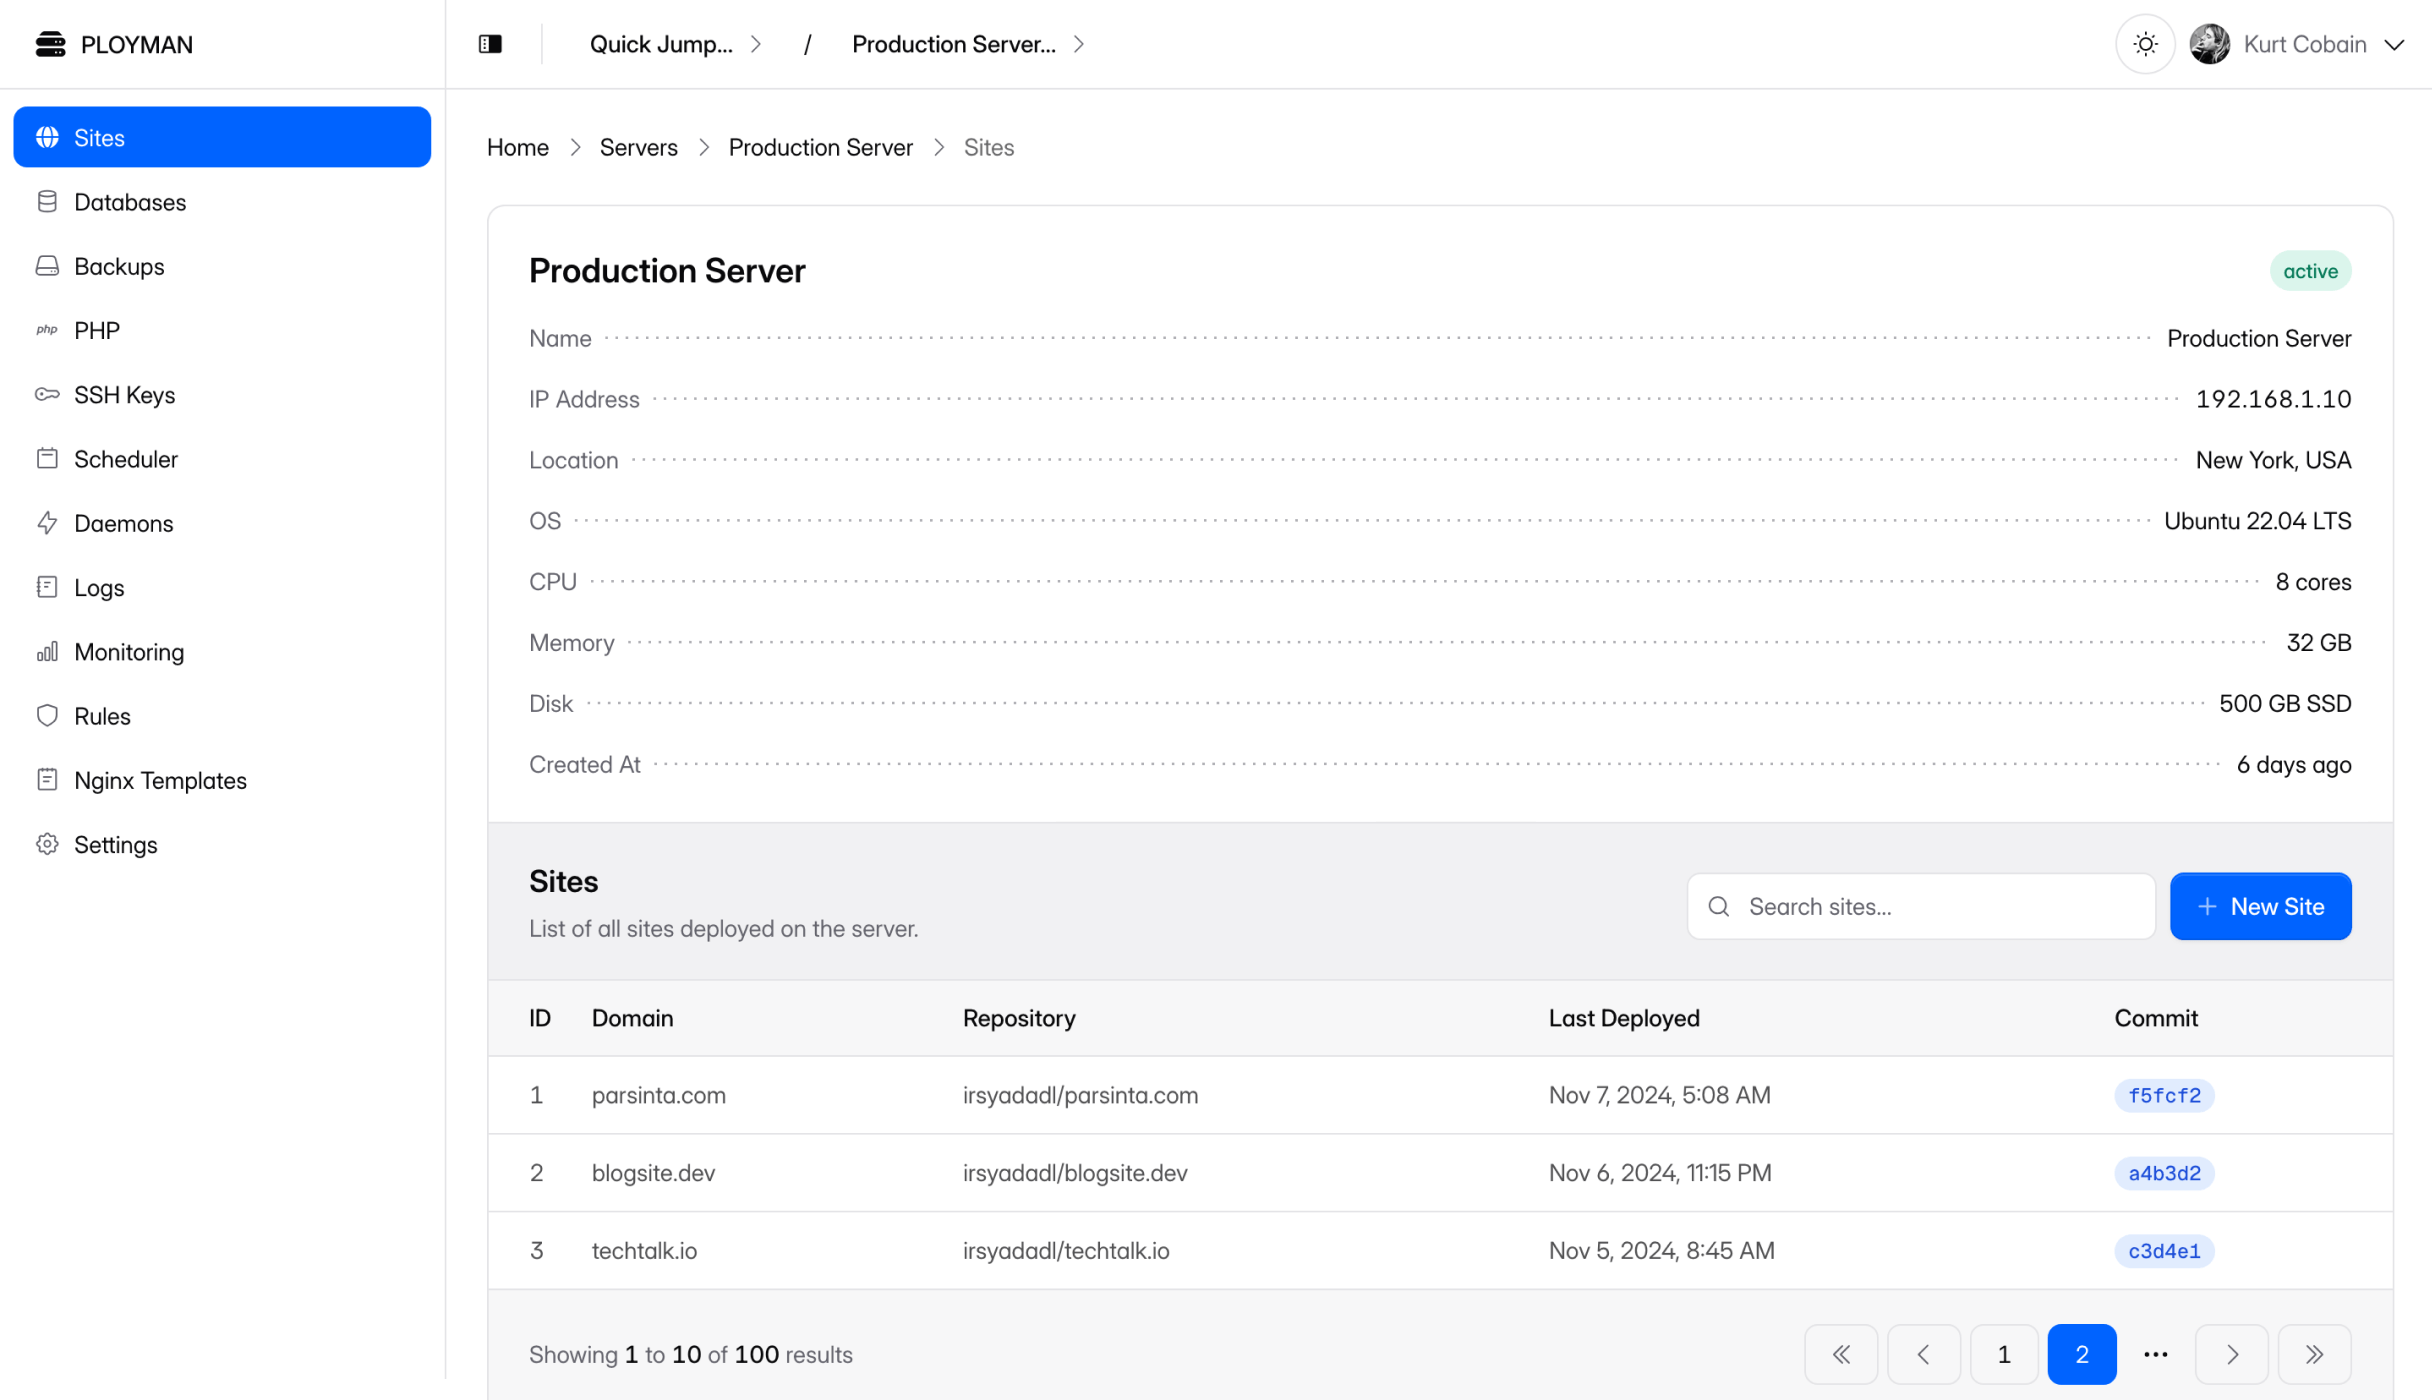 PLOYMAN
Quick Jump... / Production Server...
Kurt Cobain
Sites
Databases
Backups
php PHP
SSH Keys
Scheduler
Daemons
Logs
Monitoring
Rules
Nginx Templates
Settings
Home > Servers > Production Server > Sites
Production Server
active
Name Production Server
IP Address 192.168.1.10
Location New York, USA
OS Ubuntu 22.04 LTS
CPU 8 cores
Memory 32 GB
Disk 500 GB SSD
Created At 6 days ago
Sites
List of all sites deployed on the server.
Search sites...
+ New Site
ID Domain Repository Last Deployed Commit
1 parsinta.com irsyadadl/parsinta.com Nov 7, 2024, 5:08 AM f5fcf2
2 blogsite.dev irsyadadl/blogsite.dev Nov 6, 2024, 11:15 PM a4b3d2
3 techtalk.io irsyadadl/techtalk.io Nov 5, 2024, 8:45 AM c3d4e1
Showing 1 to 10 of 100 results
1 2 ...